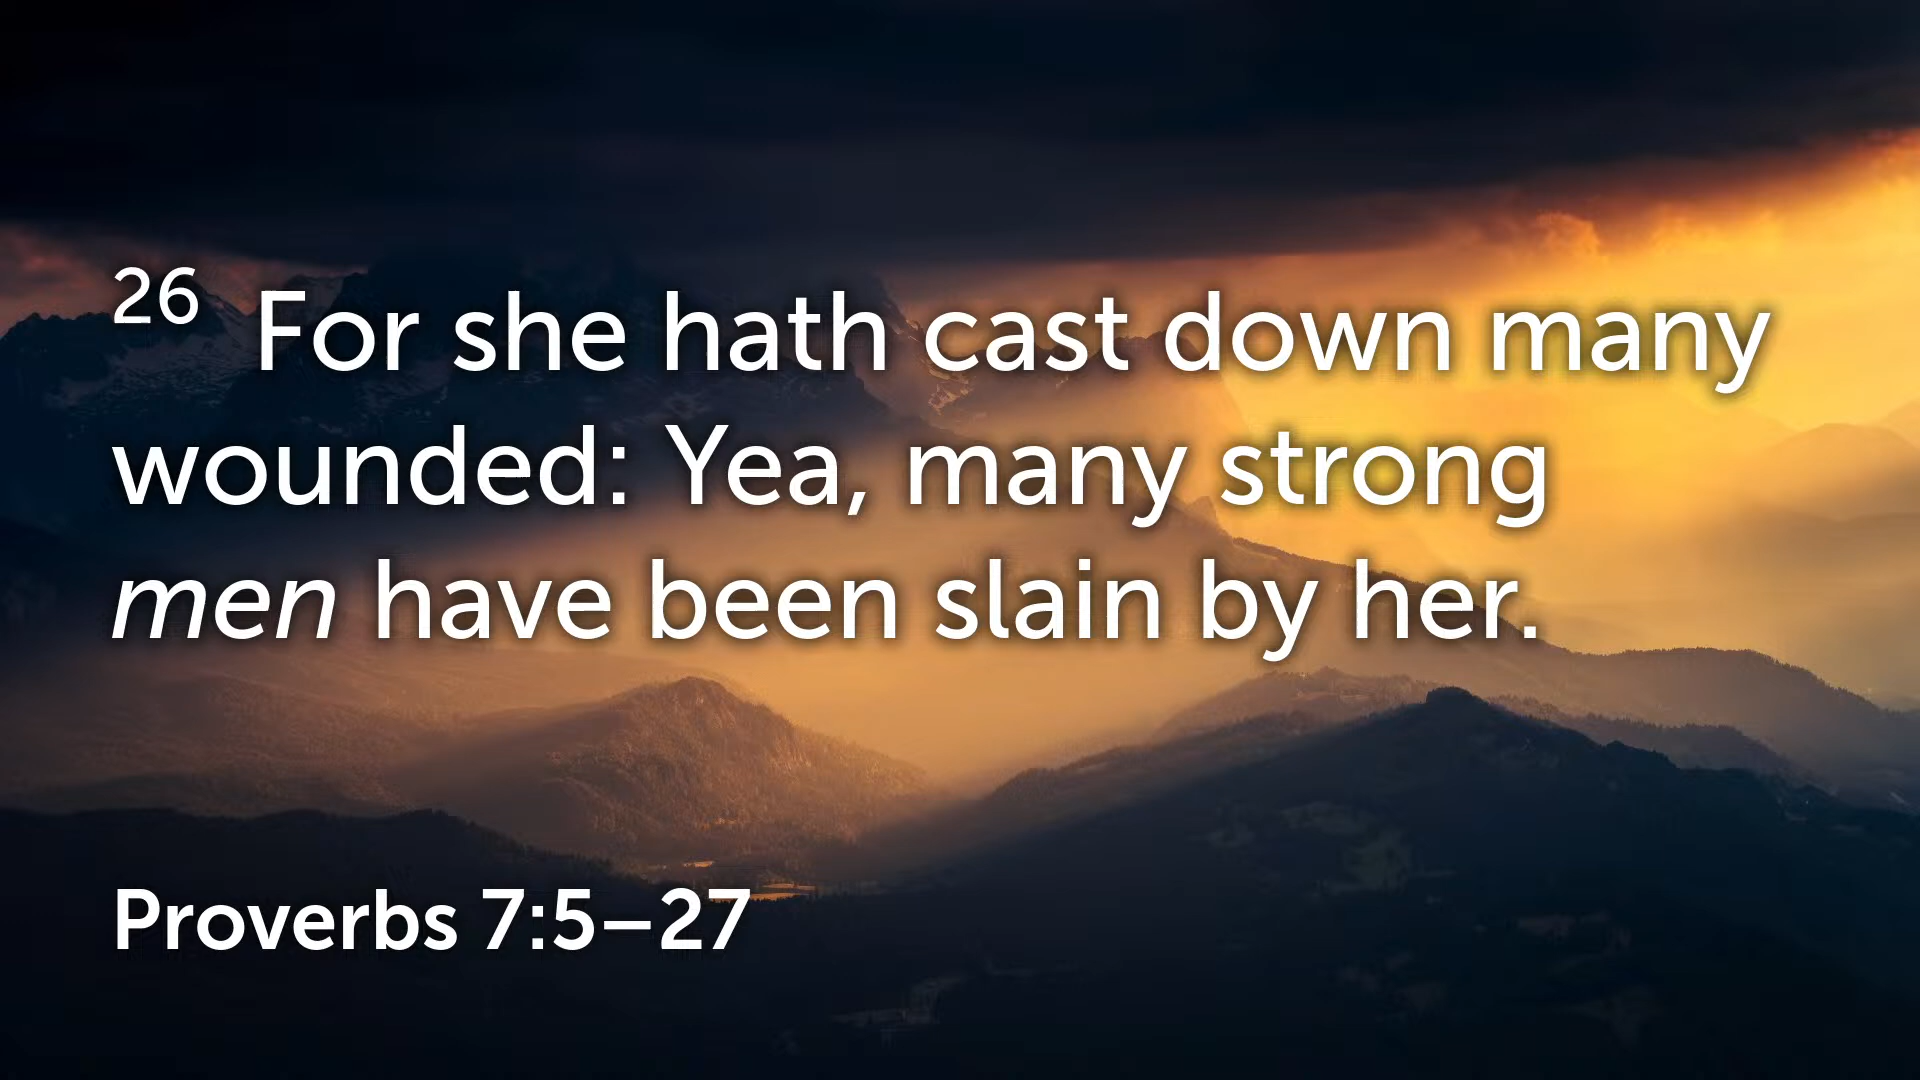 26 For she hath cast down many
wounded: Yea, many strong
men have been slain by her.
Proverbs 7:5–27